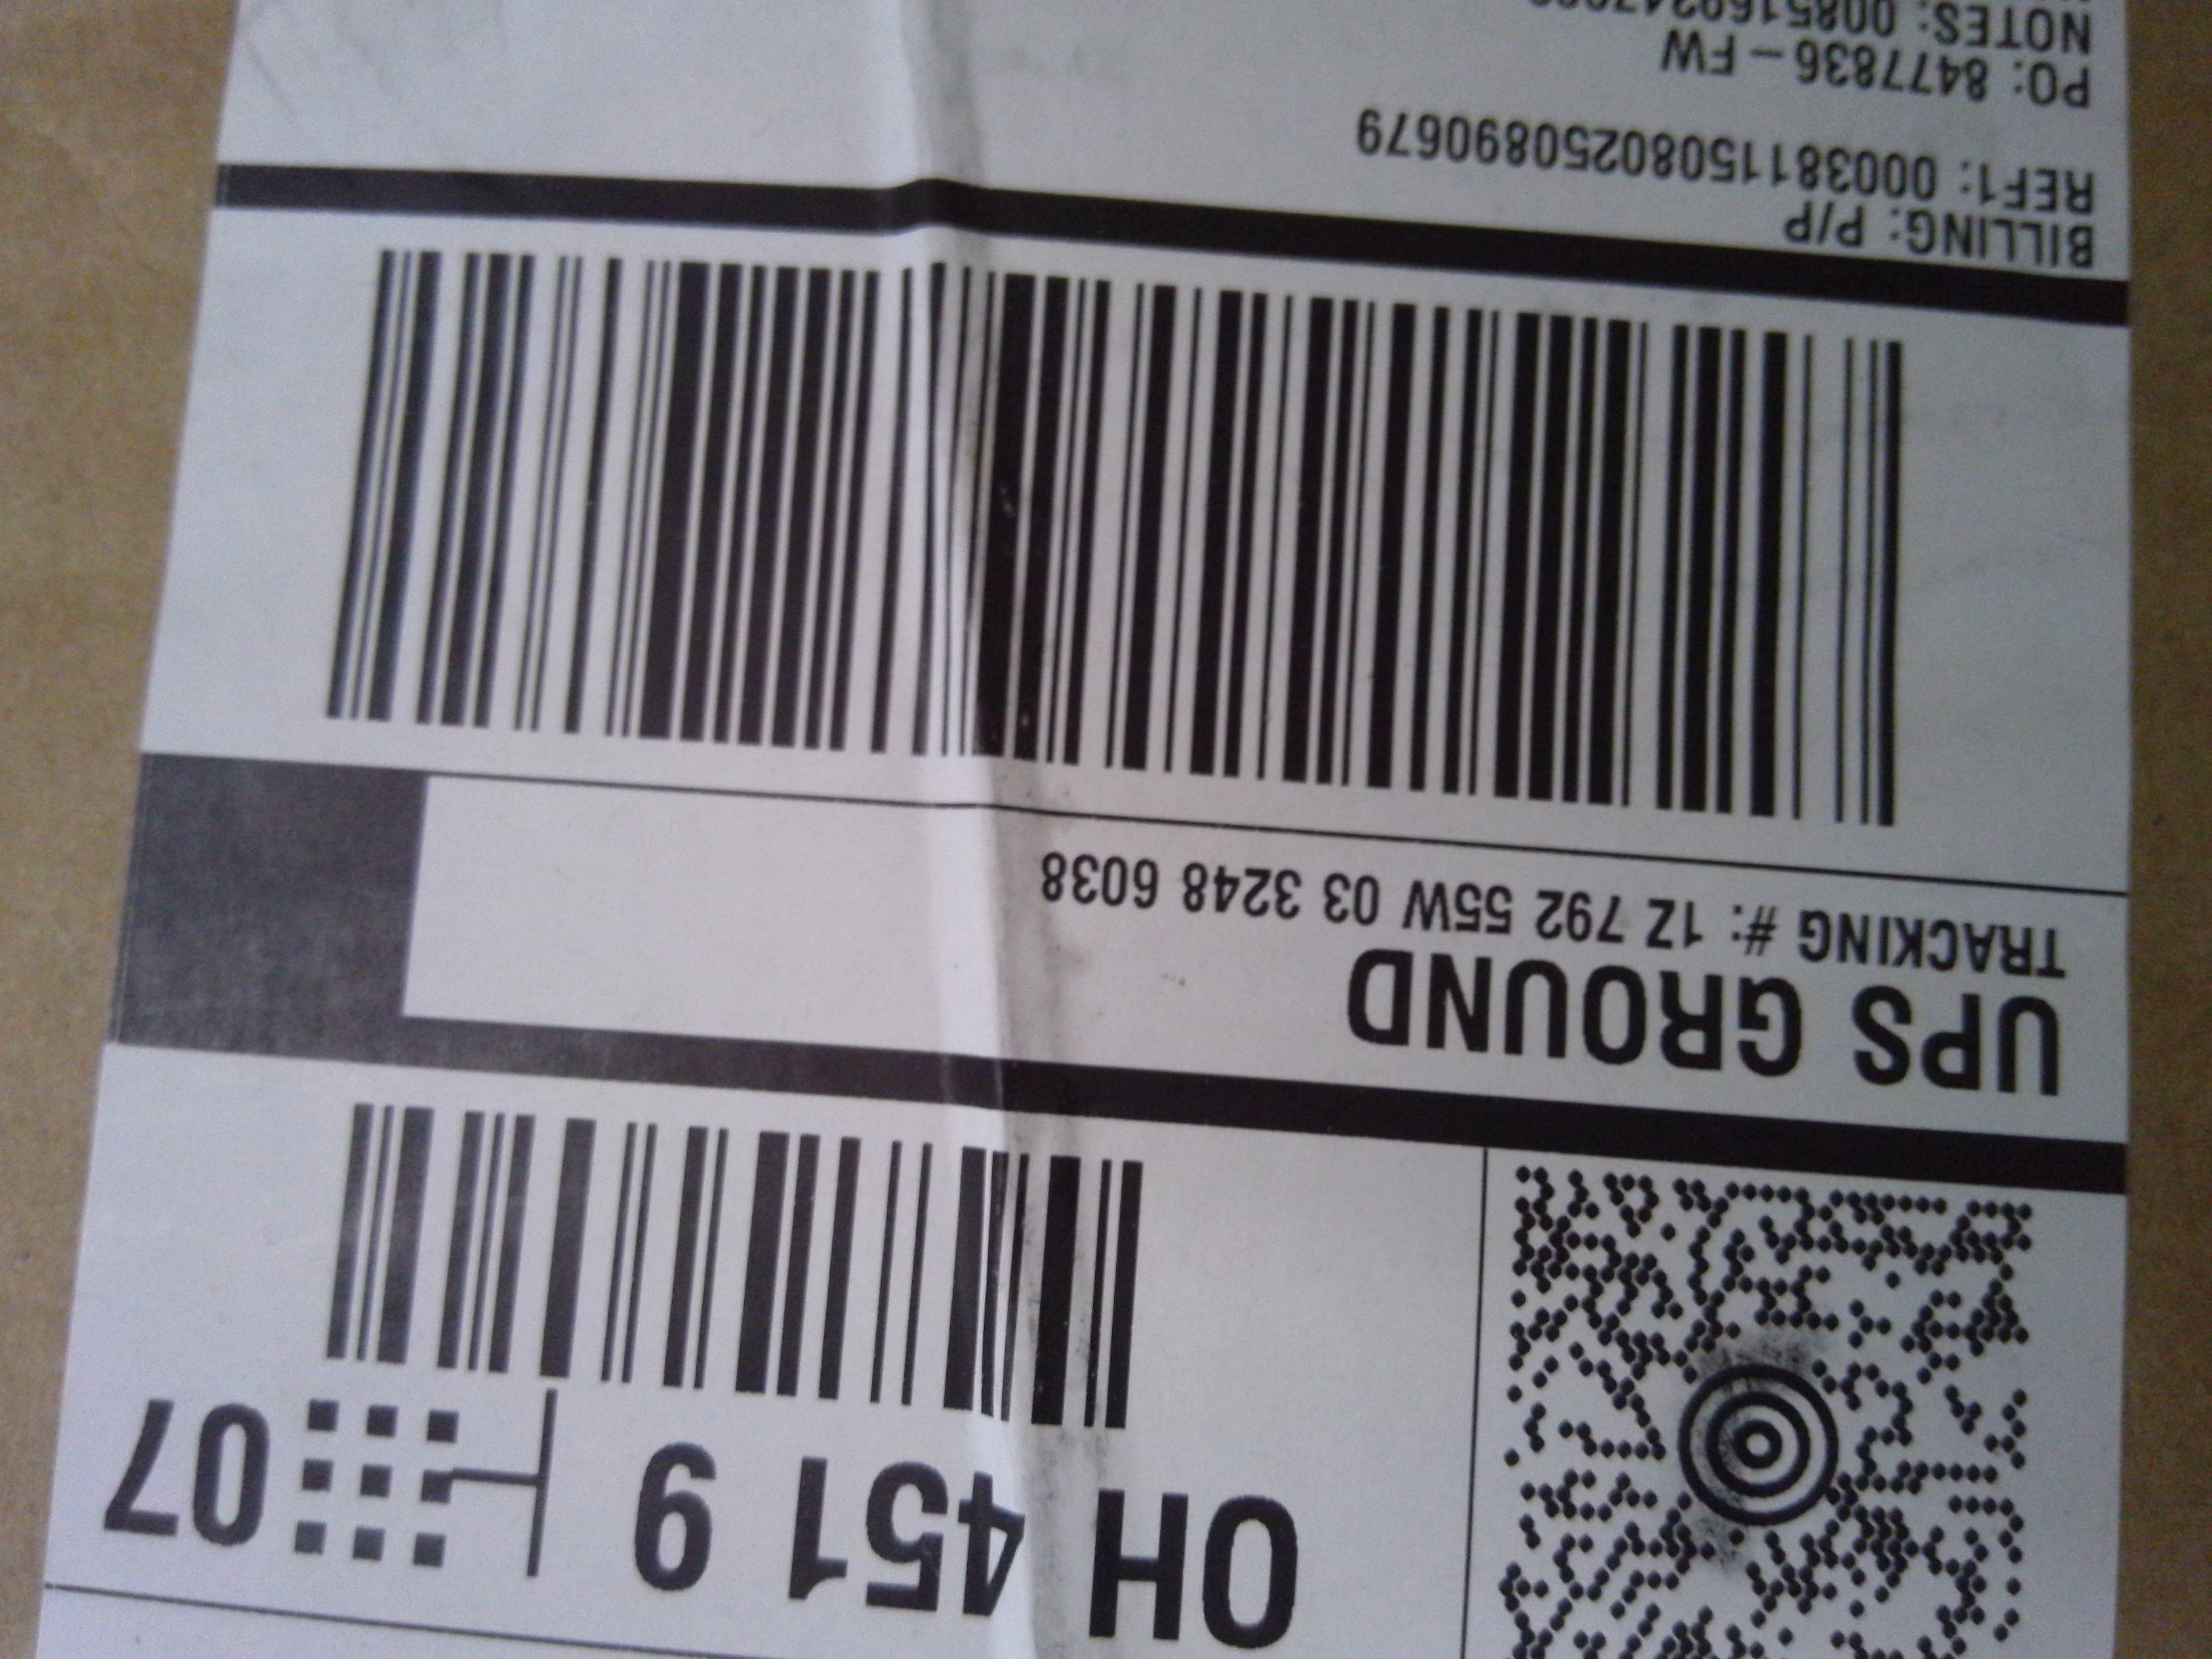 OH 451 9 07
UPS GROUND
TRACKING #: 1Z 792 55W 03 3248 6038
BILLING: P/P
REF1: 00038115080250890679
PO: 8477836-FW
NOTES: